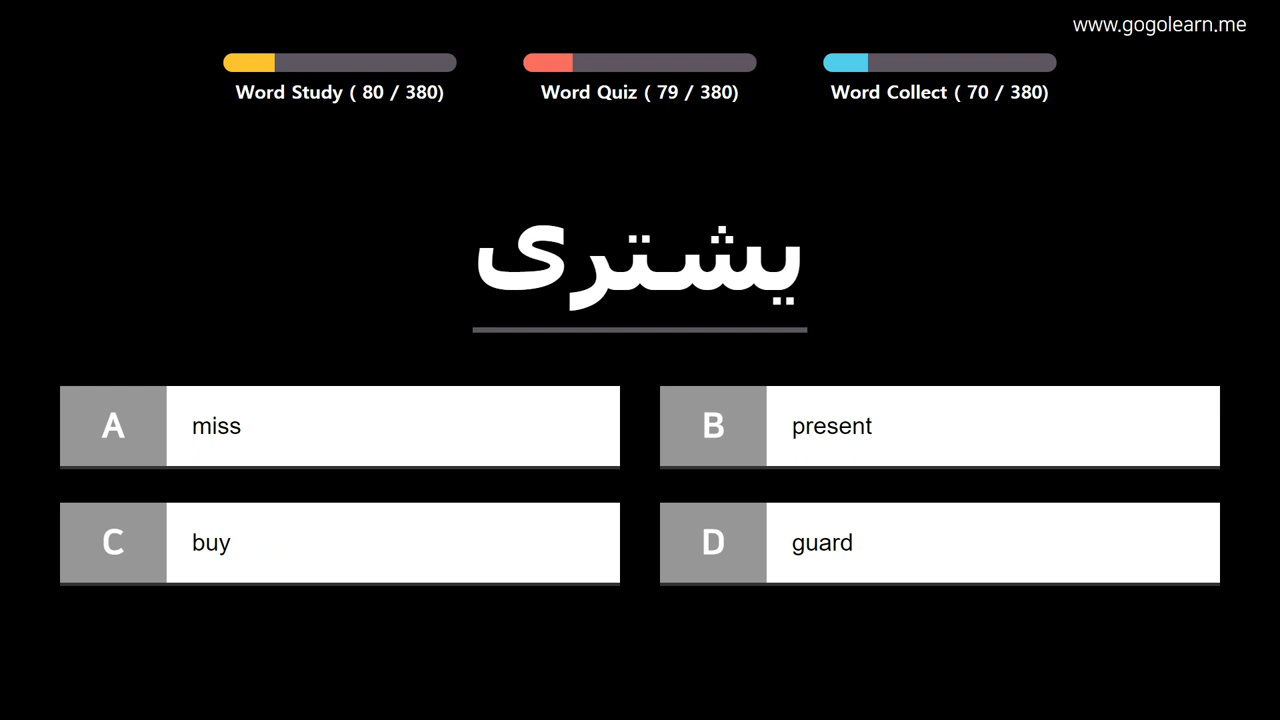 www.gogolearn.me
Word Study ( 80 / 380)
Word Quiz ( 79 / 380)
Word Collect ( 70 / 380)
يشترى
A miss
B present
C buy
D guard